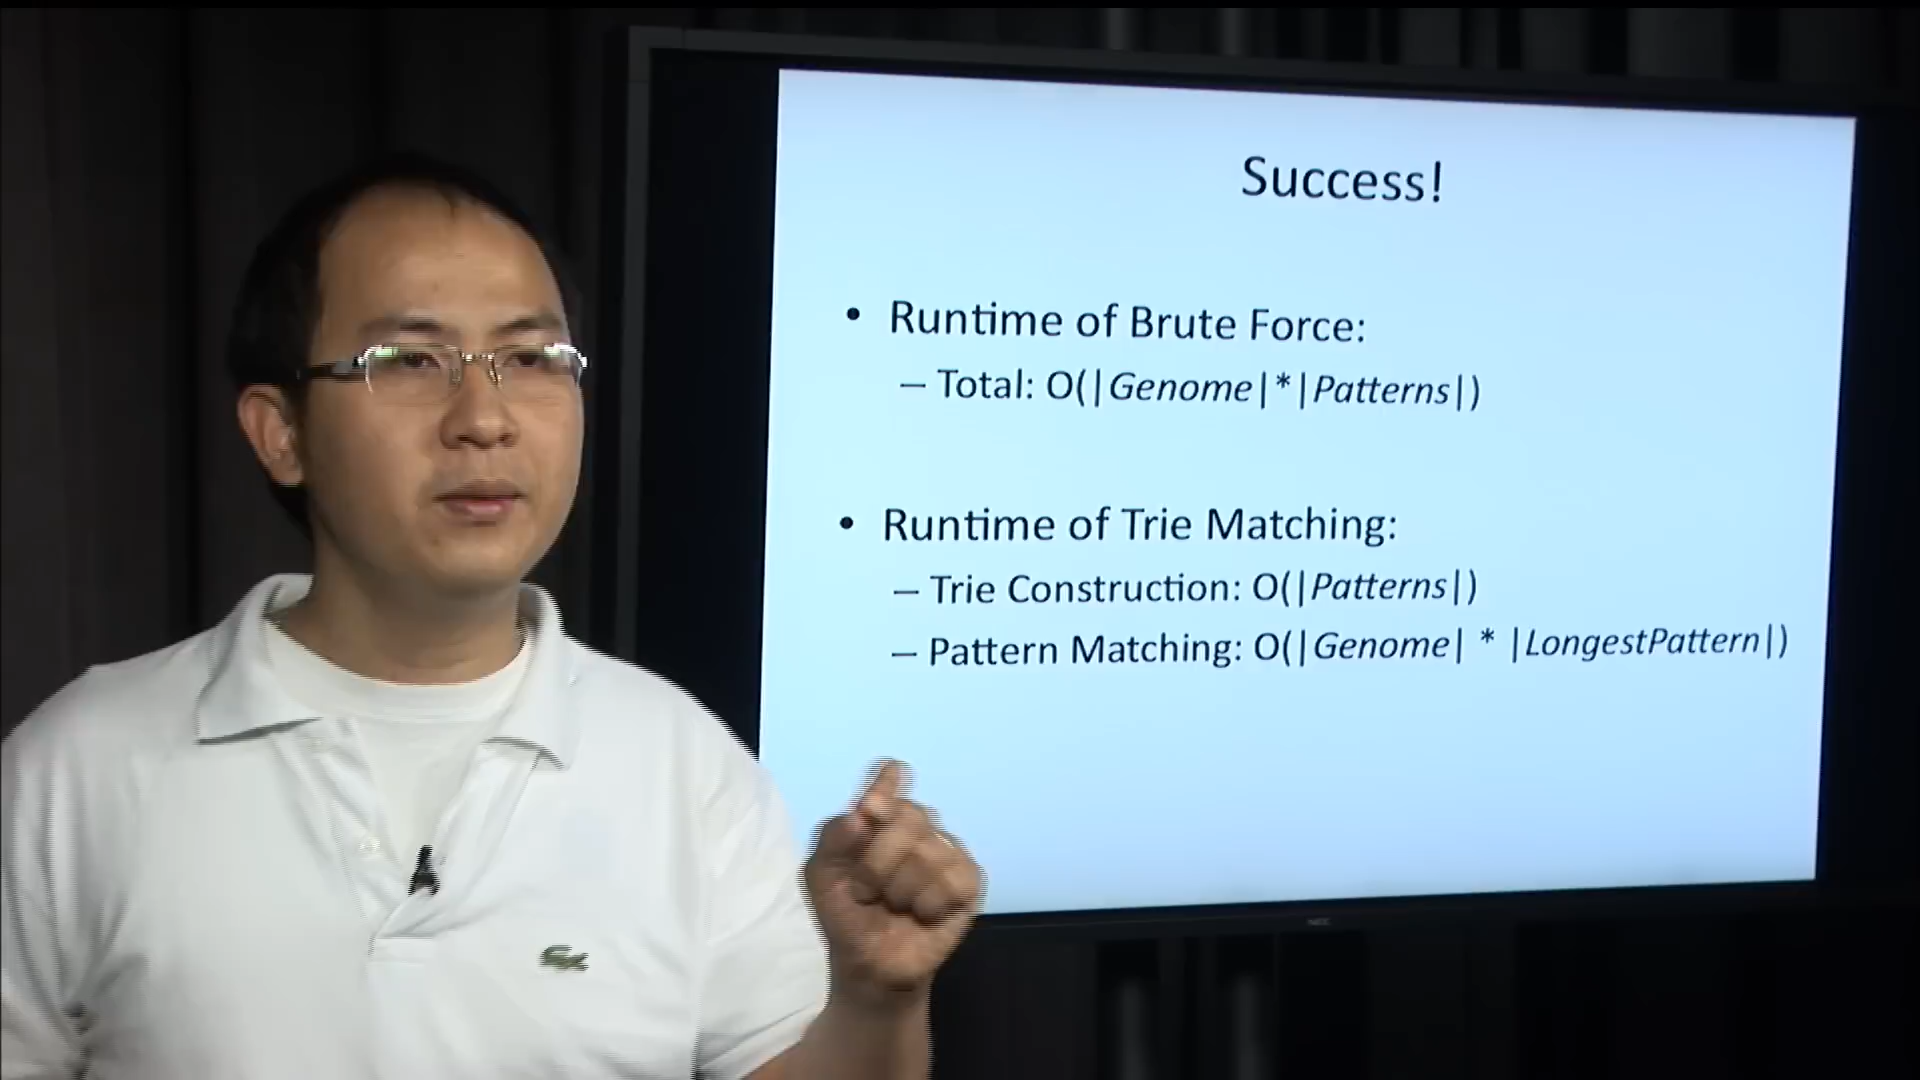 Success!
• Runtime of Brute Force:
– Total: O(|Genome|*|Patterns|)
• Runtime of Trie Matching:
– Trie Construction: O(|Patterns|)
– Pattern Matching: O(|Genome| * |LongestPattern|)
NEC